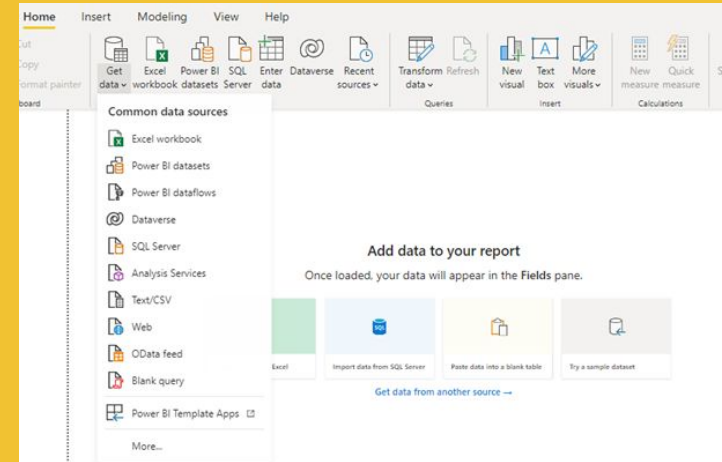 Home Insert Modeling View Help
Cut
Copy
ormat painter
board
Get data
Excel workbook
Power BI datasets
SQL Server
Enter data
Dataverse
Recent sources
Transform data
Refresh
Queries
New visual
Text box
More visuals
Insert
New measure
Quick measure
Calculations
Common data sources
Excel workbook
Power BI datasets
Power BI dataflows
Dataverse
SQL Server
Analysis Services
Text/CSV
Web
OData feed
Blank query
Power BI Template Apps
More...
Add data to your report
Once loaded, your data will appear in the Fields pane.
Excel
SQL
Import data from SQL Server
Paste data into a blank table
Try a sample dataset
Get data from another source →